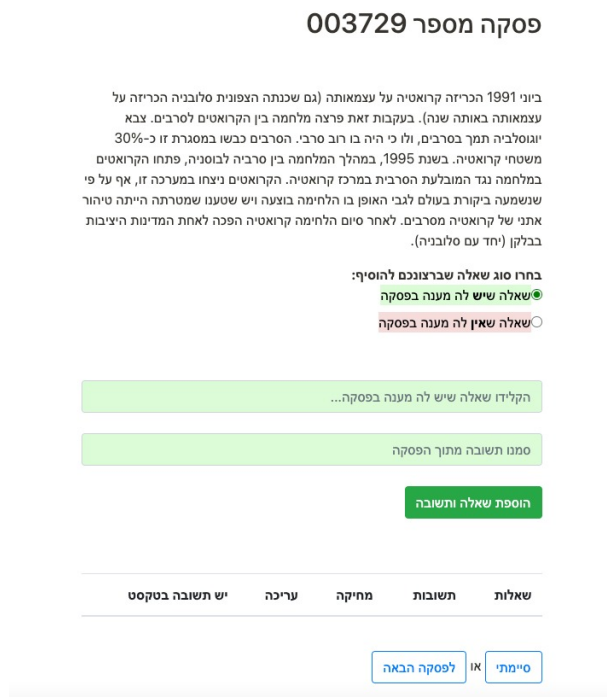 פסקה מספר 003729
ביוני 1991 הכריזה קרואטיה על עצמאותה (גם שכנתה הצפונית סלובניה הכריזה על
עצמאותה באותה שנה). בעקבות זאת פרצה מלחמה בין הקרואטים לסרבים. צבא
יוגוסלביה תמך בסרבים, ולו כי היה בו רוב סרבי. הסרבים כבשו במסגרת זו כ-30%
משטחי קרואטיה. בשנת 1995, במהלך המלחמה בין סרביה לבוסניה, פתחו הקרואטים
במלחמה נגד המובלעת הסרבית במרכז קרואטיה. הקרואטים ניצחו במערכה זו, אף על פי
שנשמעה ביקורת בעולם לגבי האופן בו הלחימה בוצעה ויש שטענו שמטרתה הייתה טיהור
אתני של קרואטיה מסרבים. לאחר סיום הלחימה קרואטיה הפכה לאחת המדינות היציבות
בבלקן (יחד עם סלובניה).
בחרו סוג שאלה שברצונכם להוסיף:
שאלה שיש לה מענה בפסקה
שאלה שאין לה מענה בפסקה
הקלידו שאלה שיש לה מענה בפסקה...
סמנו תשובה מתוך הפסקה
הוספת שאלה ותשובה
שאלות תשובות מחיקה עריכה יש תשובה בטקסט
סיימתי או לפסקה הבאה